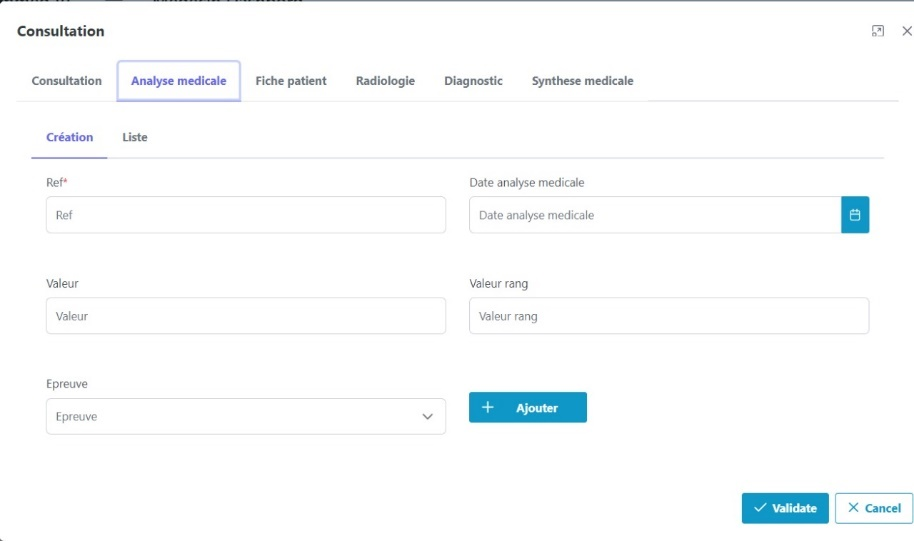 Consultation
Consultation Analyse medicale Fiche patient Radiologie Diagnostic Synthese medicale
Création Liste
Ref* Date analyse medicale
Ref Date analyse medicale
Valeur Valeur rang
Valeur Valeur rang
Epreuve
Epreuve Ajouter
Validate Cancel